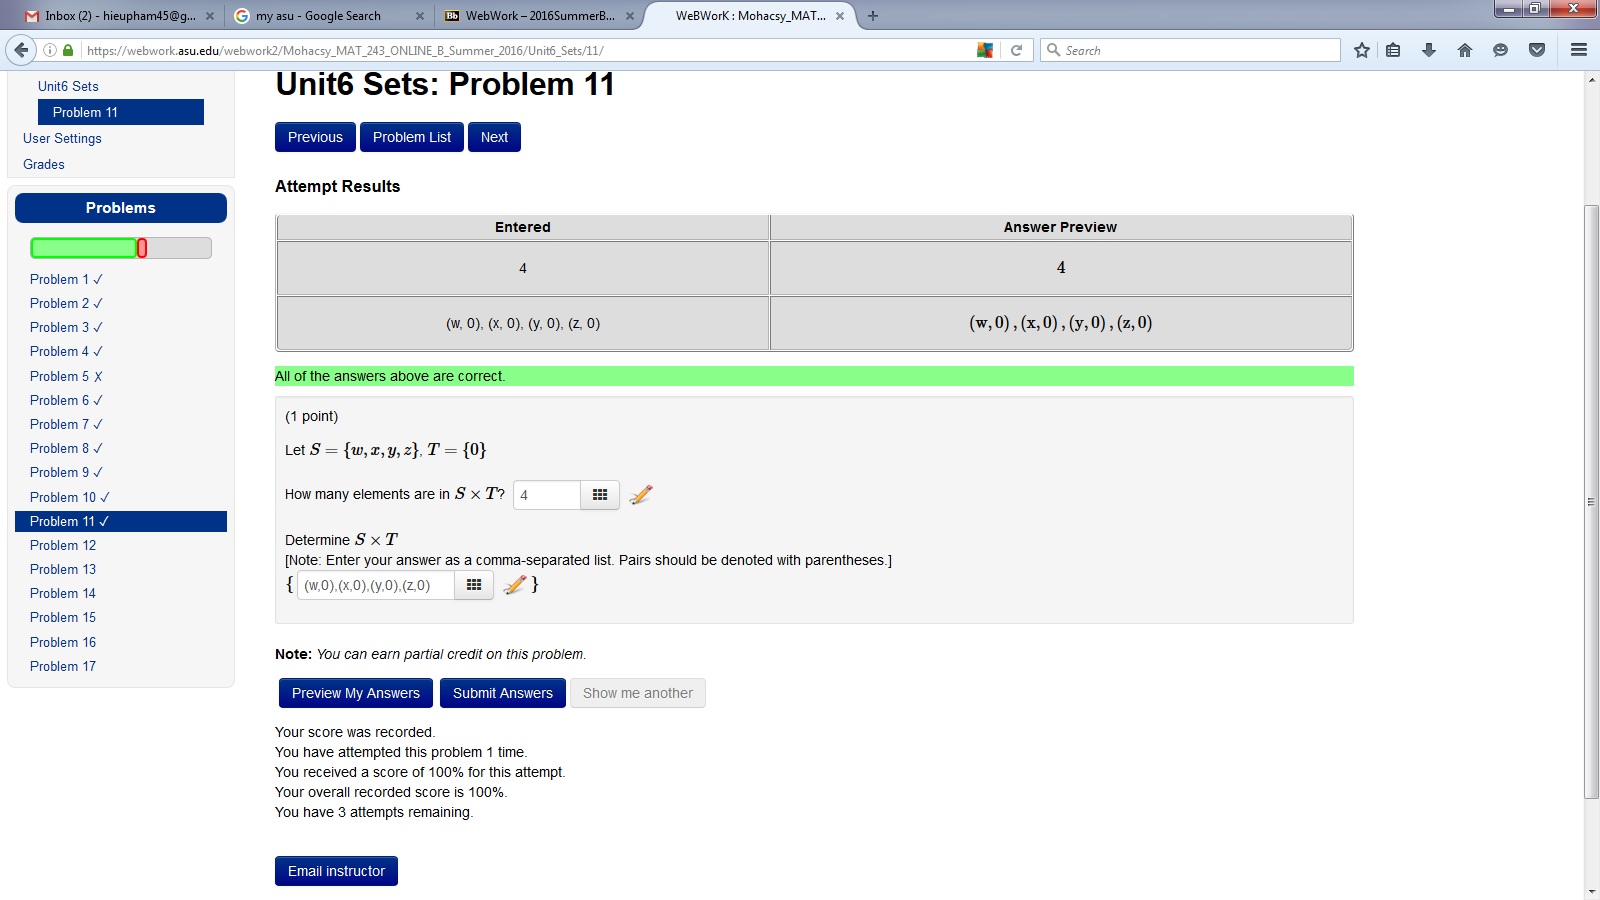 Inbox (2) - hieupham45@g...
my asu - Google Search
Bb WebWork – 2016SummerB...
WeBWorK : Mohacsy_MAT...
https://webwork.asu.edu/webwork2/Mohacsy_MAT_243_ONLINE_B_Summer_2016/Unit6_Sets/11/
Search
Unit6 Sets
Problem 11
User Settings
Grades
Problems
Problem 1 ✓
Problem 2 ✓
Problem 3 ✓
Problem 4 ✓
Problem 5 X
Problem 6 ✓
Problem 7 ✓
Problem 8 ✓
Problem 9 ✓
Problem 10 ✓
Problem 11 ✓
Problem 12
Problem 13
Problem 14
Problem 15
Problem 16
Problem 17
Unit6 Sets: Problem 11
Previous Problem List Next
Attempt Results
Entered Answer Preview
4 4
(w, 0), (x, 0), (y, 0), (z, 0) (w,0) , (x,0) , (y,0) , (z,0)
All of the answers above are correct.
(1 point)
Let S = {w, x, y, z}, T = {0}
How many elements are in S × T? 4
Determine S × T
[Note: Enter your answer as a comma-separated list. Pairs should be denoted with parentheses.]
{ (w,0),(x,0),(y,0),(z,0) }
Note: You can earn partial credit on this problem.
Preview My Answers Submit Answers Show me another
Your score was recorded.
You have attempted this problem 1 time.
You received a score of 100% for this attempt.
Your overall recorded score is 100%.
You have 3 attempts remaining.
Email instructor